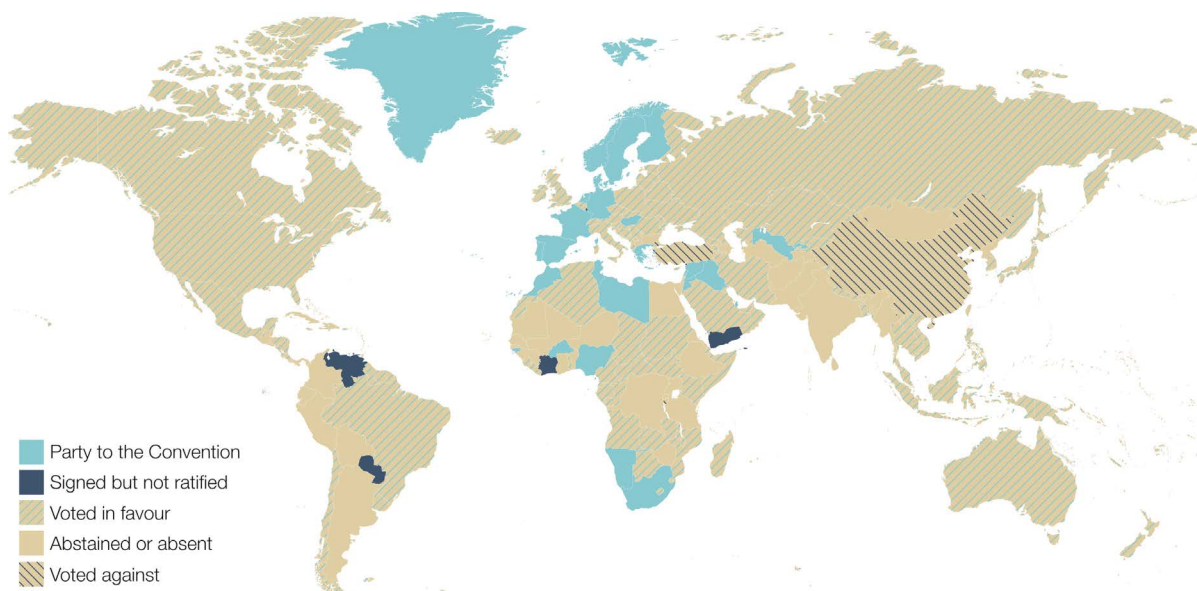 Party to the Convention
Signed but not ratified
Voted in favour
Abstained or absent
Voted against